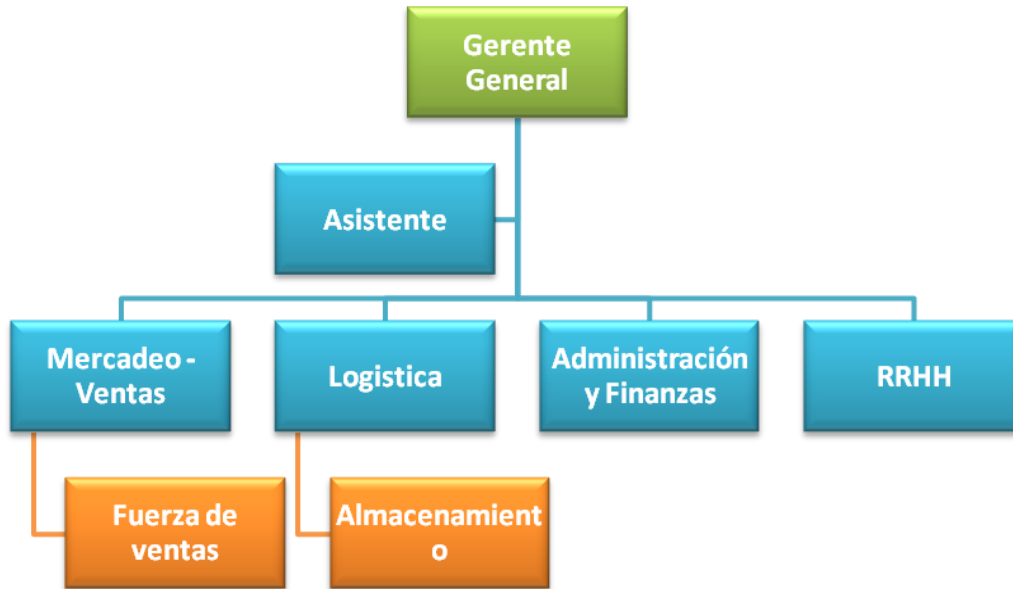 Gerente
General
Asistente
Mercadeo -
Ventas
Logistica
Administración
y Finanzas
RRHH
Fuerza de
ventas
Almacenamient
o